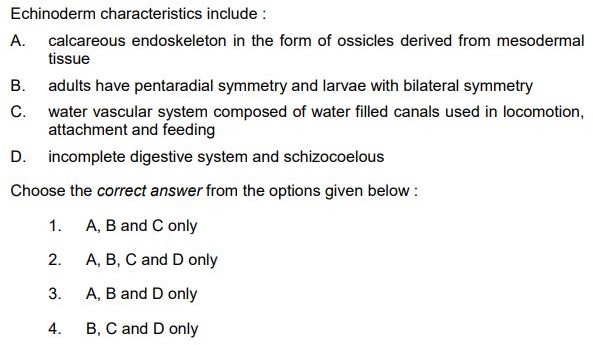 Echinoderm characteristics include :
A. calcareous endoskeleton in the form of ossicles derived from mesodermal
tissue
B. adults have pentaradial symmetry and larvae with bilateral symmetry
C. water vascular system composed of water filled canals used in locomotion,
attachment and feeding
D. incomplete digestive system and schizocoelous
Choose the correct answer from the options given below :
1. A, B and C only
2. A, B, C and D only
3. A, B and D only
4. B, C and D only